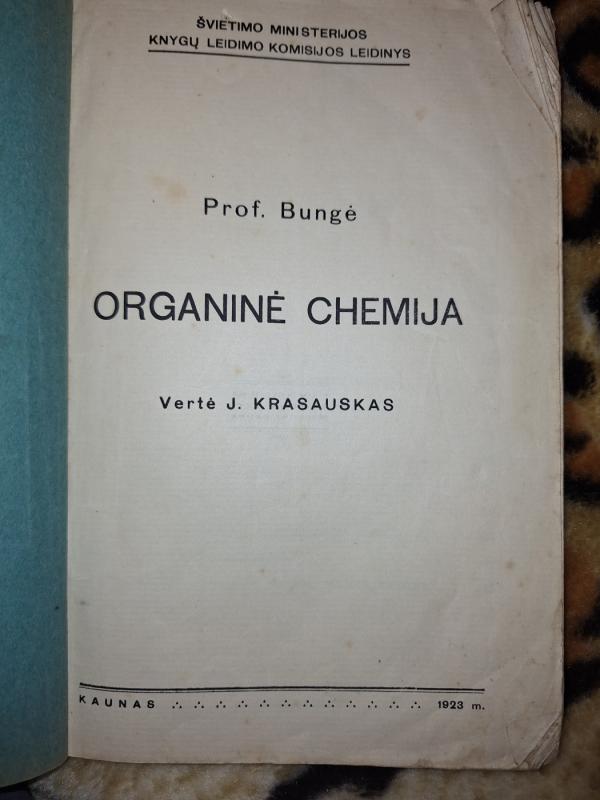 ŠVIETIMO MINISTERIJOS
KNYGŲ LEIDIMO KOMISIJOS LEIDINYS
Prof. Bungė
ORGANINĖ CHEMIJA
Vertė J. KRASAUSKAS
KAUNAS ∴ ∴ ∴ ∴ ∴ ∴ ∴ ∴ ∴ ∴ ∴ ∴ 1923 m.